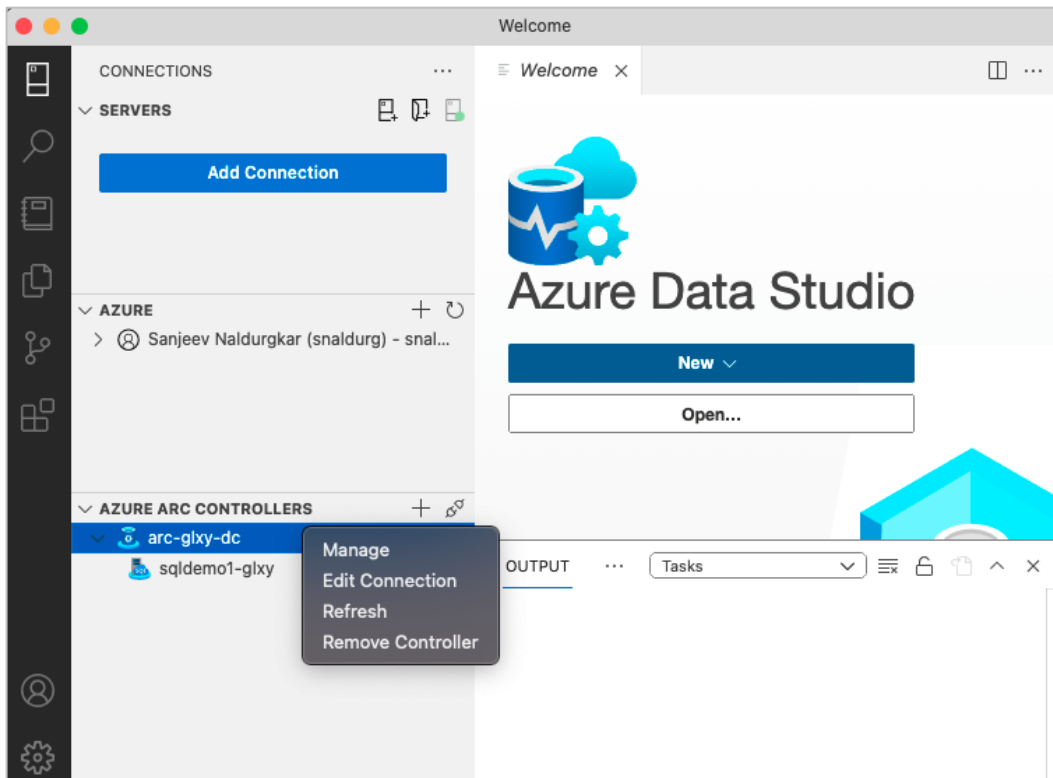 Welcome
CONNECTIONS
SERVERS
Add Connection
AZURE
Sanjeev Naldurgkar (snaldurg) - snal...
AZURE ARC CONTROLLERS
arc-glxy-dc
sqldemo1-glxy
Manage
Edit Connection
Refresh
Remove Controller
Welcome
Azure Data Studio
New
Open...
OUTPUT
Tasks